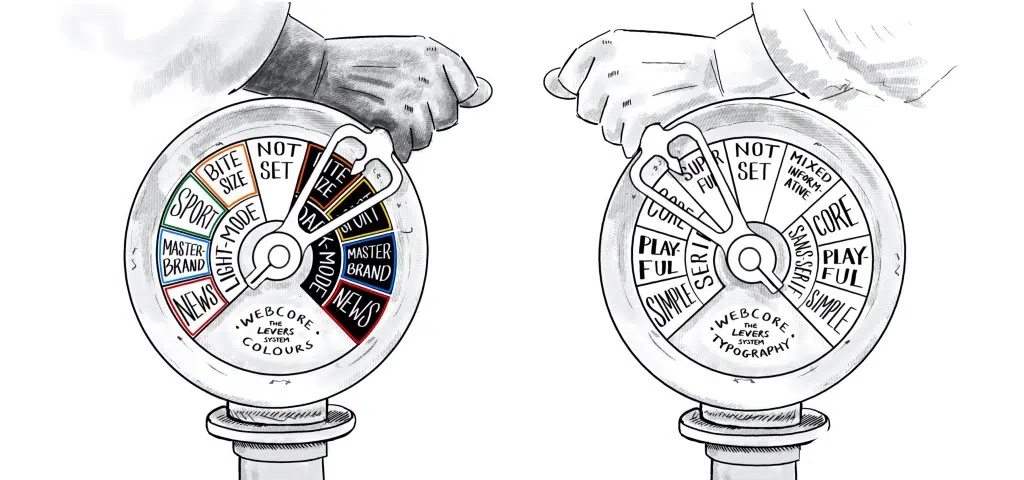 NOT
SET
BITE
SIZE
SPORT
MASTER-
BRAND
NEWS
LIGHT-MODE
SPORT
MASTER
BRAND
NEWS
WEBCORE
THE
LEVERS
SYSTEM
COLOURS
NOT
SET
SUPER
FUL
CORE
PLAY-
FUL
SIMPLE
SERIF
MIXED
INFORM-
ATIVE
CORE
PLAY-
FUL
SIMPLE
SANS-SERIF
WEBCORE
THE
LEVERS
SYSTEM
TYPOGRAPHY